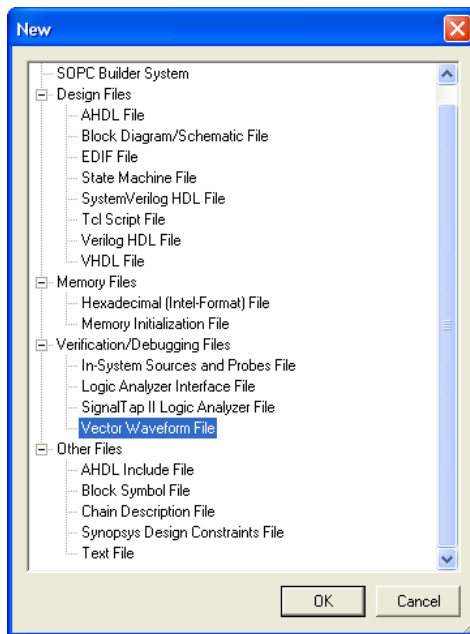 New
SOPC Builder System
Design Files
AHDL File
Block Diagram/Schematic File
EDIF File
State Machine File
SystemVerilog HDL File
Tcl Script File
Verilog HDL File
VHDL File
Memory Files
Hexadecimal (Intel-Format) File
Memory Initialization File
Verification/Debugging Files
In-System Sources and Probes File
Logic Analyzer Interface File
SignalTap II Logic Analyzer File
Vector Waveform File
Other Files
AHDL Include File
Block Symbol File
Chain Description File
Synopsys Design Constraints File
Text File
OK Cancel